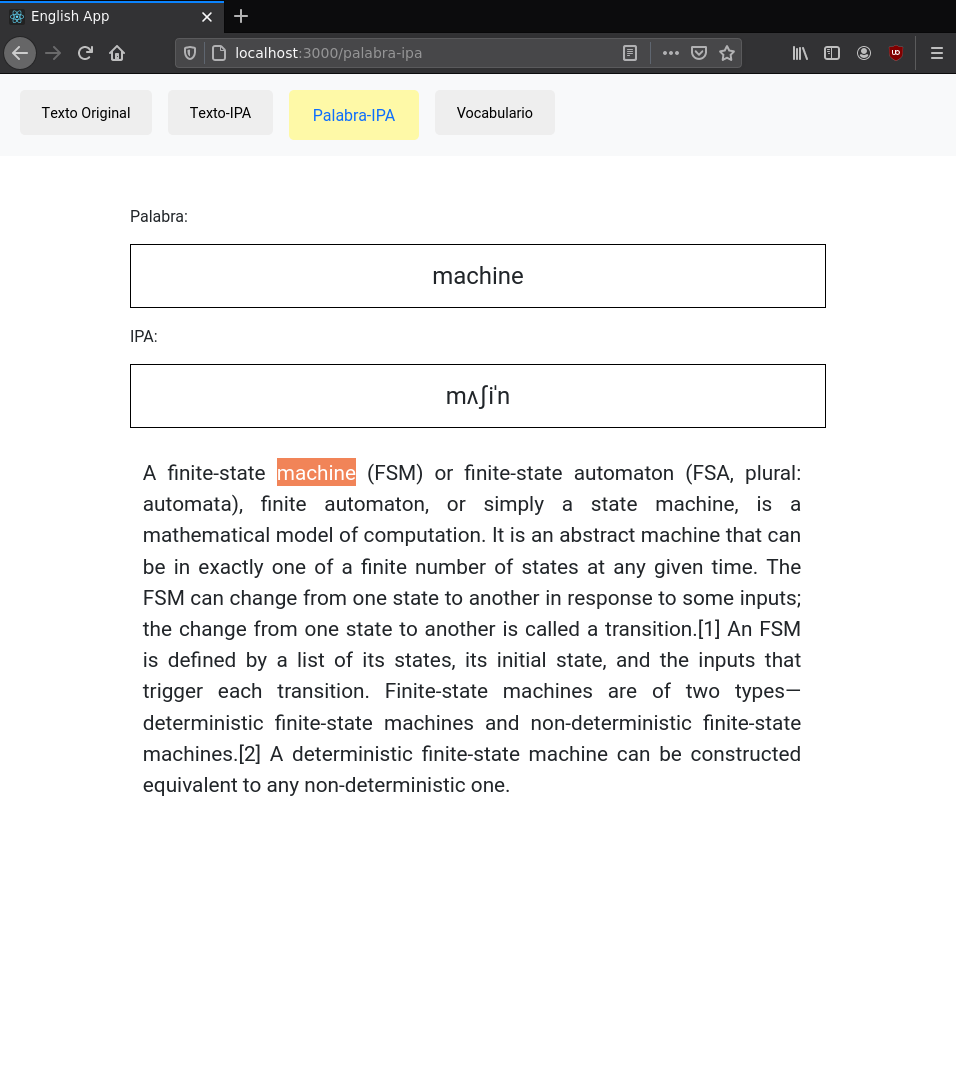 English App
localhost:3000/palabra-ipa
Texto Original
Texto-IPA
Palabra-IPA
Vocabulario
Palabra:
machine
IPA:
mʌʃiˈn
A finite-state machine (FSM) or finite-state automaton (FSA, plural:
automata), finite automaton, or simply a state machine, is a
mathematical model of computation. It is an abstract machine that can
be in exactly one of a finite number of states at any given time. The
FSM can change from one state to another in response to some inputs;
the change from one state to another is called a transition.[1] An FSM
is defined by a list of its states, its initial state, and the inputs that
trigger each transition. Finite-state machines are of two types—
deterministic finite-state machines and non-deterministic finite-state
machines.[2] A deterministic finite-state machine can be constructed
equivalent to any non-deterministic one.